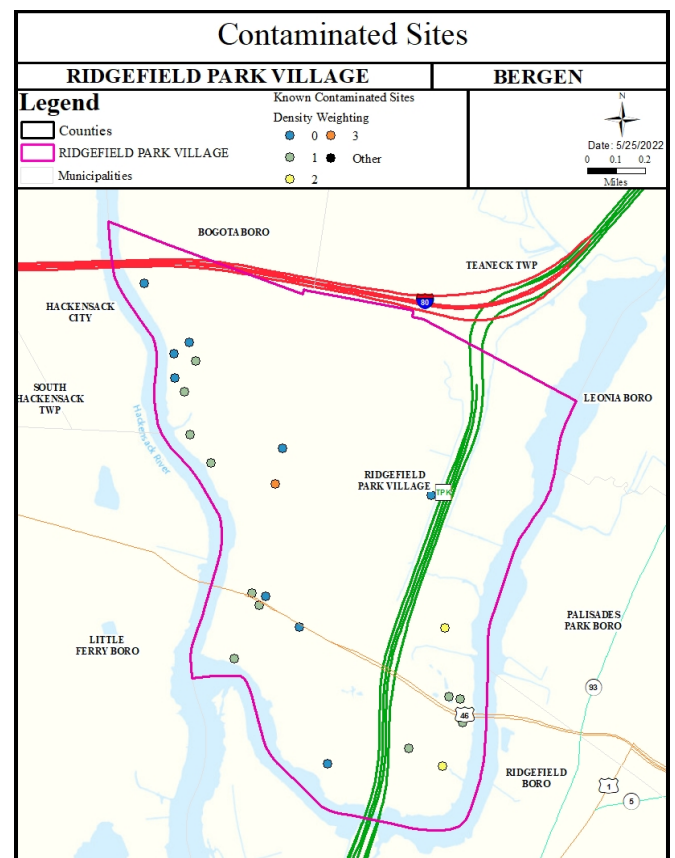 Contaminated Sites
RIDGEFIELD PARK VILLAGE
BERGEN
Legend
Counties
RIDGEFIELD PARK VILLAGE
Municipalities
Known Contaminated Sites
Density Weighting
0
3
1
Other
2
N
Date: 5/25/2022
0 0.1 0.2
Miles
BOGOTA BORO
TEANECK TWP
80
HACKENSACK
CITY
SOUTH
HACKENSACK
TWP
LEONIA BORO
Hackensack River
RIDGEFIELD
PARK VILLAGE
TPK
PALISADES
PARK BORO
LITTLE
FERRY BORO
93
46
RIDGEFIELD
BORO
1
5